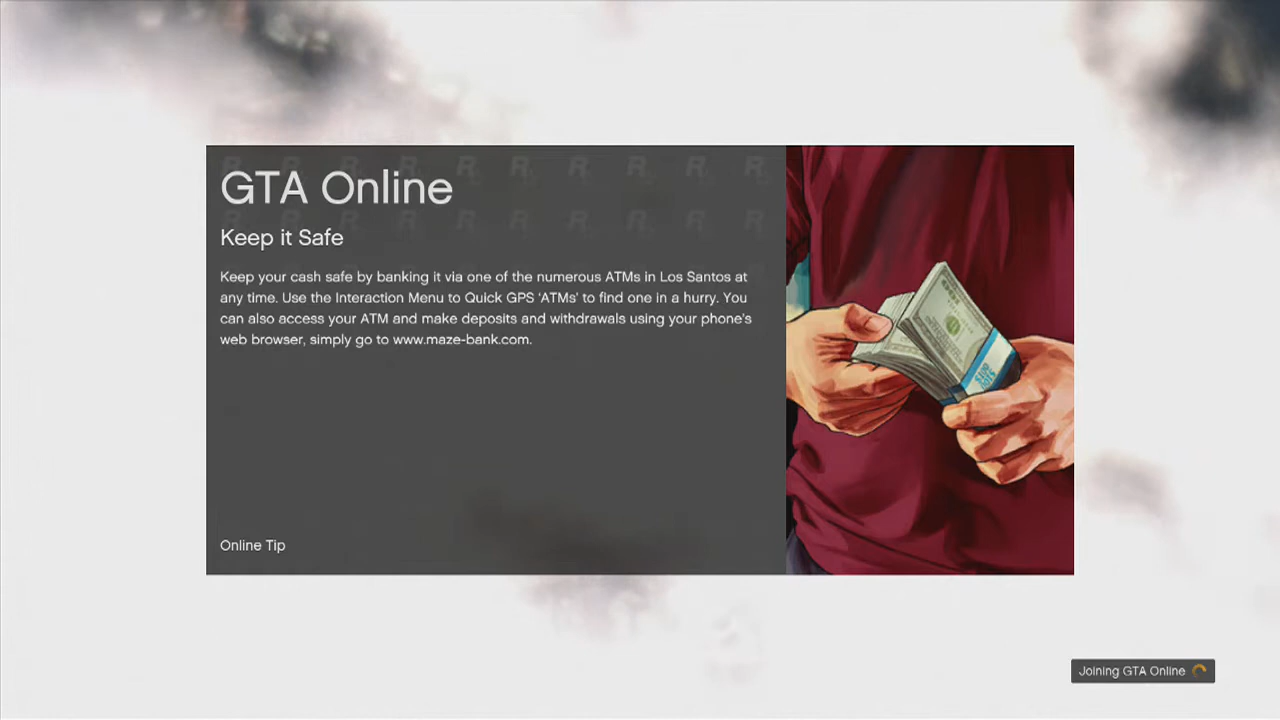 GTA Online
Keep it Safe
Keep your cash safe by banking it via one of the numerous ATMs in Los Santos at
any time. Use the Interaction Menu to Quick GPS 'ATMs' to find one in a hurry. You
can also access your ATM and make deposits and withdrawals using your phone's
web browser, simply go to www.maze-bank.com.
Online Tip
Joining GTA Online